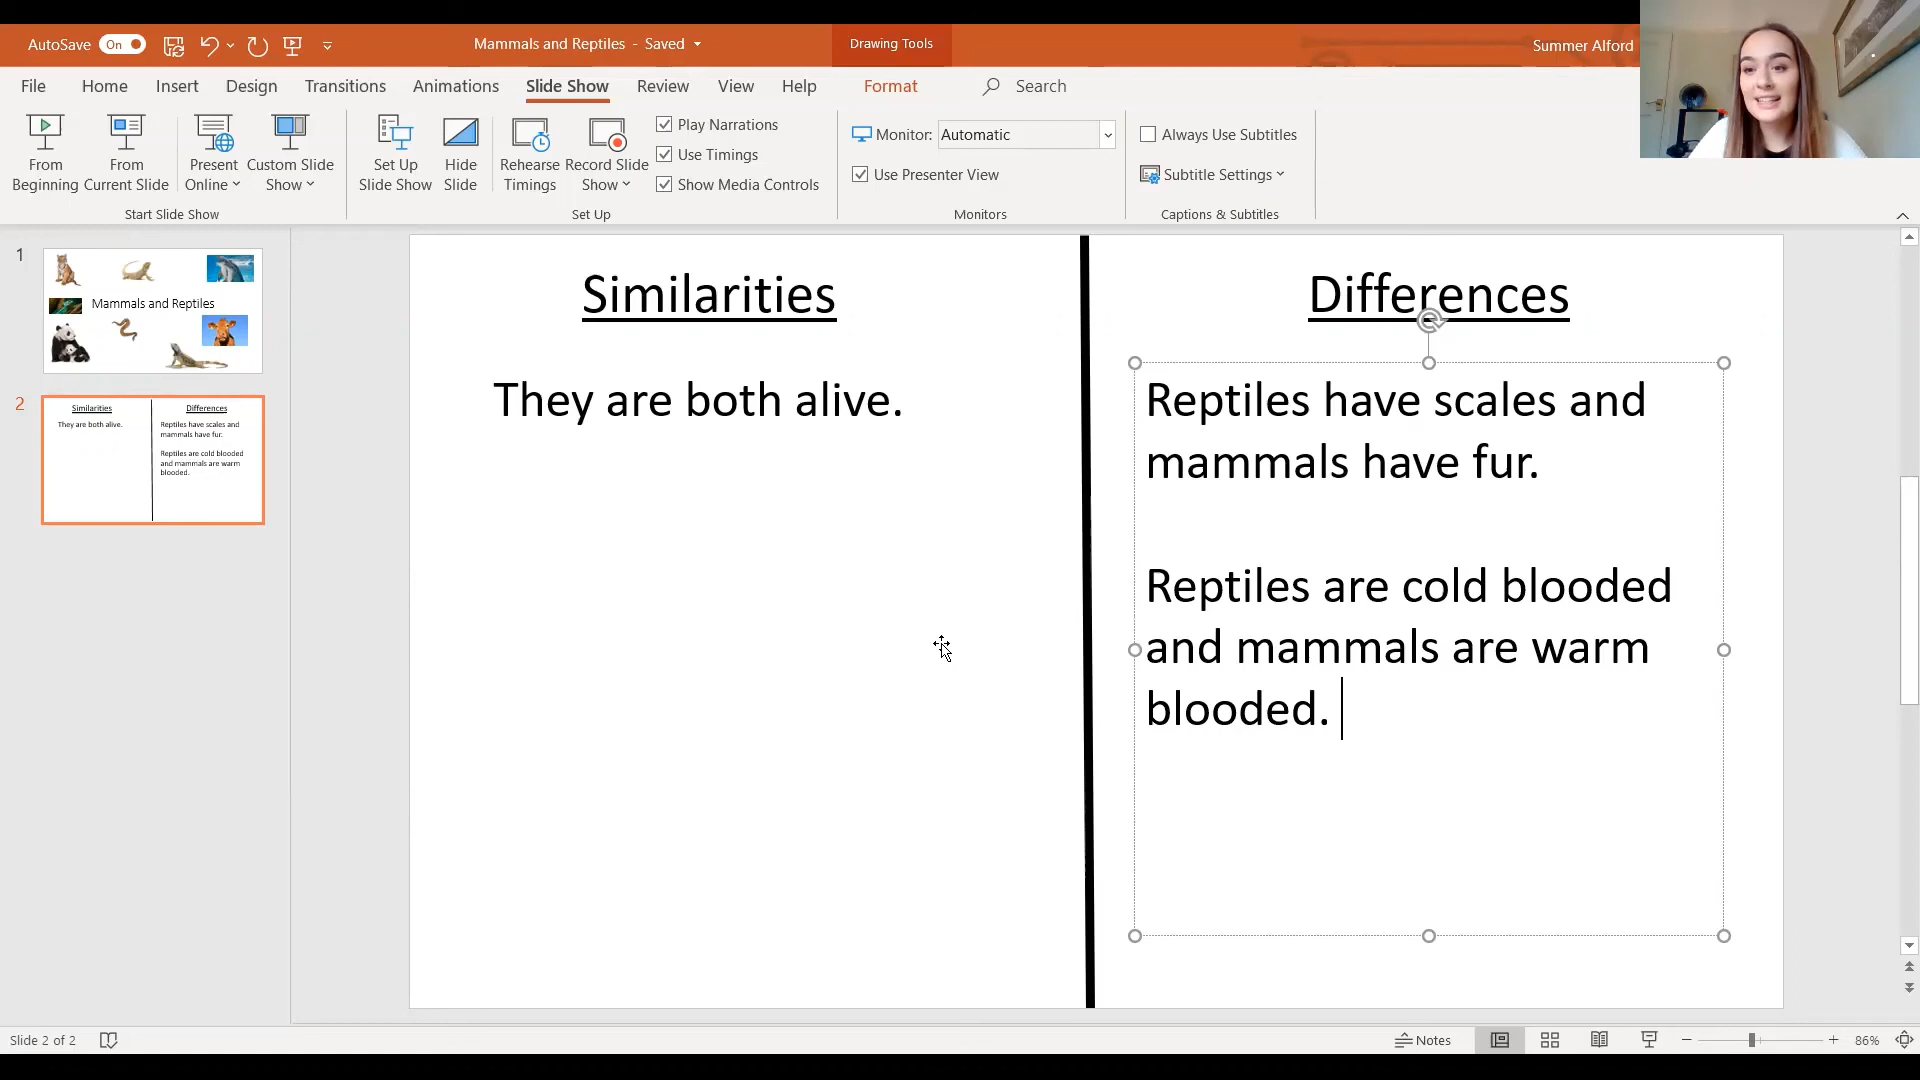 AutoSave On
Mammals and Reptiles - Saved
Drawing Tools
Summer Alford
File Home Insert Design Transitions Animations Slide Show Review View Help Format Search
From Beginning
From Current Slide
Present Online
Custom Slide Show
Start Slide Show
Set Up Slide Show
Hide Slide
Rehearse Timings
Record Slide Show
Play Narrations
Use Timings
Show Media Controls
Set Up
Monitor: Automatic
Use Presenter View
Monitors
Always Use Subtitles
Subtitle Settings
Captions & Subtitles
1
Mammals and Reptiles
2
Similarities
They are both alive.
Differences
Reptiles have scales and
mammals have fur.
Reptiles are cold blooded
and mammals are warm
blooded.
Similarities
They are both alive.
Differences
Reptiles have scales and
mammals have fur.
Reptiles are cold blooded
and mammals are warm
blooded.
Slide 2 of 2
Notes
86%